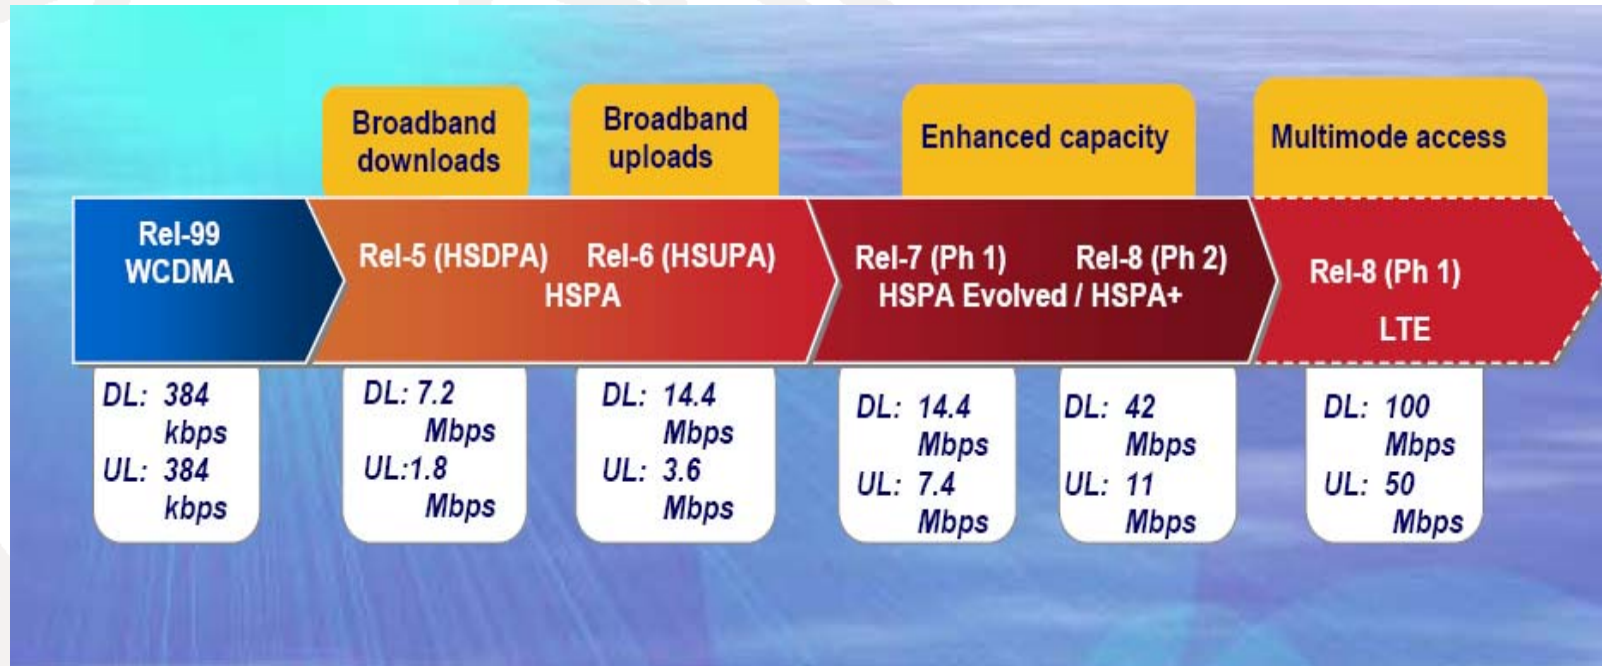 Broadband
downloads
Broadband
uploads
Enhanced capacity
Multimode access
Rel-99
WCDMA
Rel-5 (HSDPA) Rel-6 (HSUPA)
HSPA
Rel-7 (Ph 1) Rel-8 (Ph 2)
HSPA Evolved / HSPA+
Rel-8 (Ph 1)
LTE
DL: 384
kbps
UL: 384
kbps
DL: 7.2
Mbps
UL:1.8
Mbps
DL: 14.4
Mbps
UL: 3.6
Mbps
DL: 14.4
Mbps
UL: 7.4
Mbps
DL: 42
Mbps
UL: 11
Mbps
DL: 100
Mbps
UL: 50
Mbps